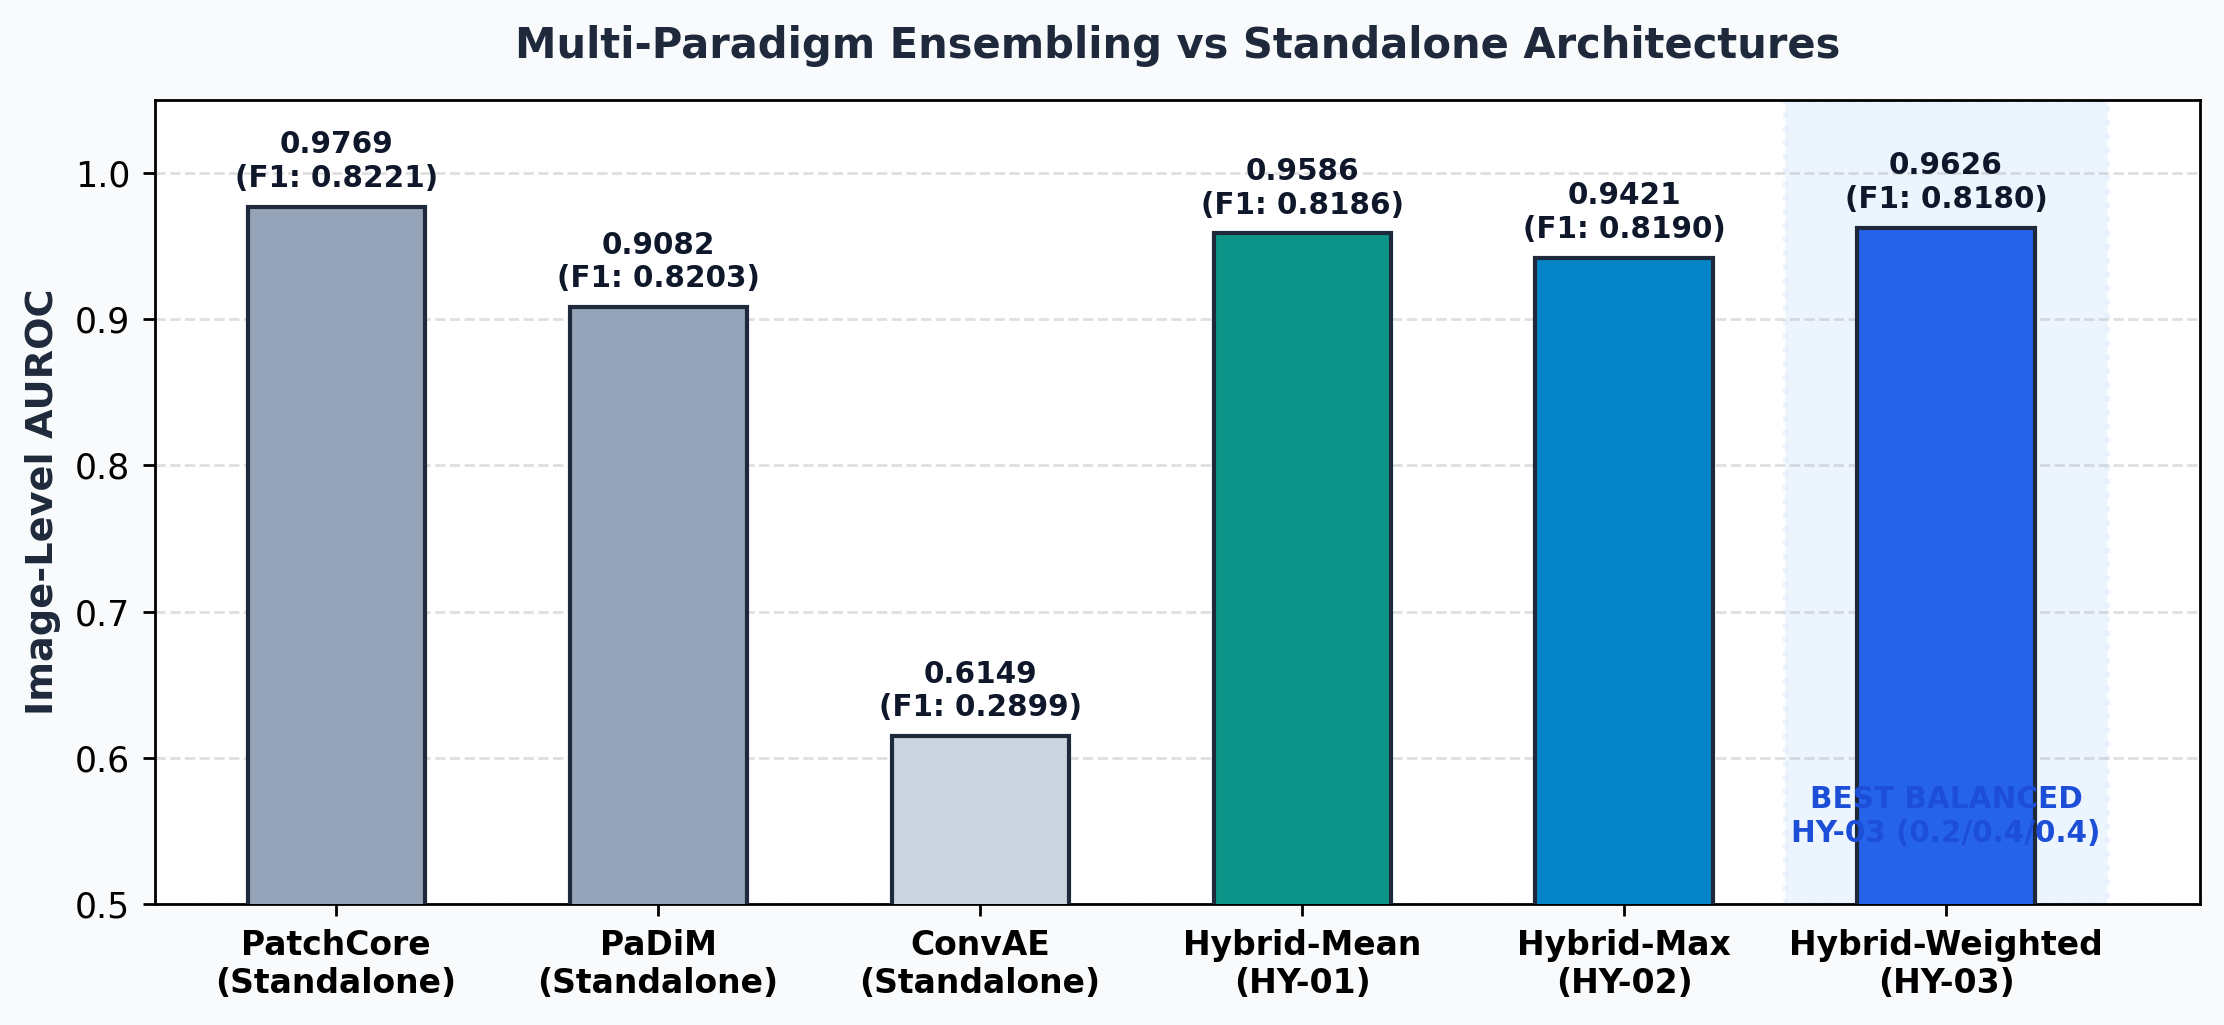 Multi-Paradigm Ensembling vs Standalone Architectures
Image-Level AUROC
1.0
0.9
0.8
0.7
0.6
0.5
0.9769
(F1: 0.8221)
0.9082
(F1: 0.8203)
0.6149
(F1: 0.2899)
0.9586
(F1: 0.8186)
0.9421
(F1: 0.8190)
0.9626
(F1: 0.8180)
BEST BALANCED
HY-03 (0.2/0.4/0.4)
PatchCore
(Standalone)
PaDiM
(Standalone)
ConvAE
(Standalone)
Hybrid-Mean
(HY-01)
Hybrid-Max
(HY-02)
Hybrid-Weighted
(HY-03)